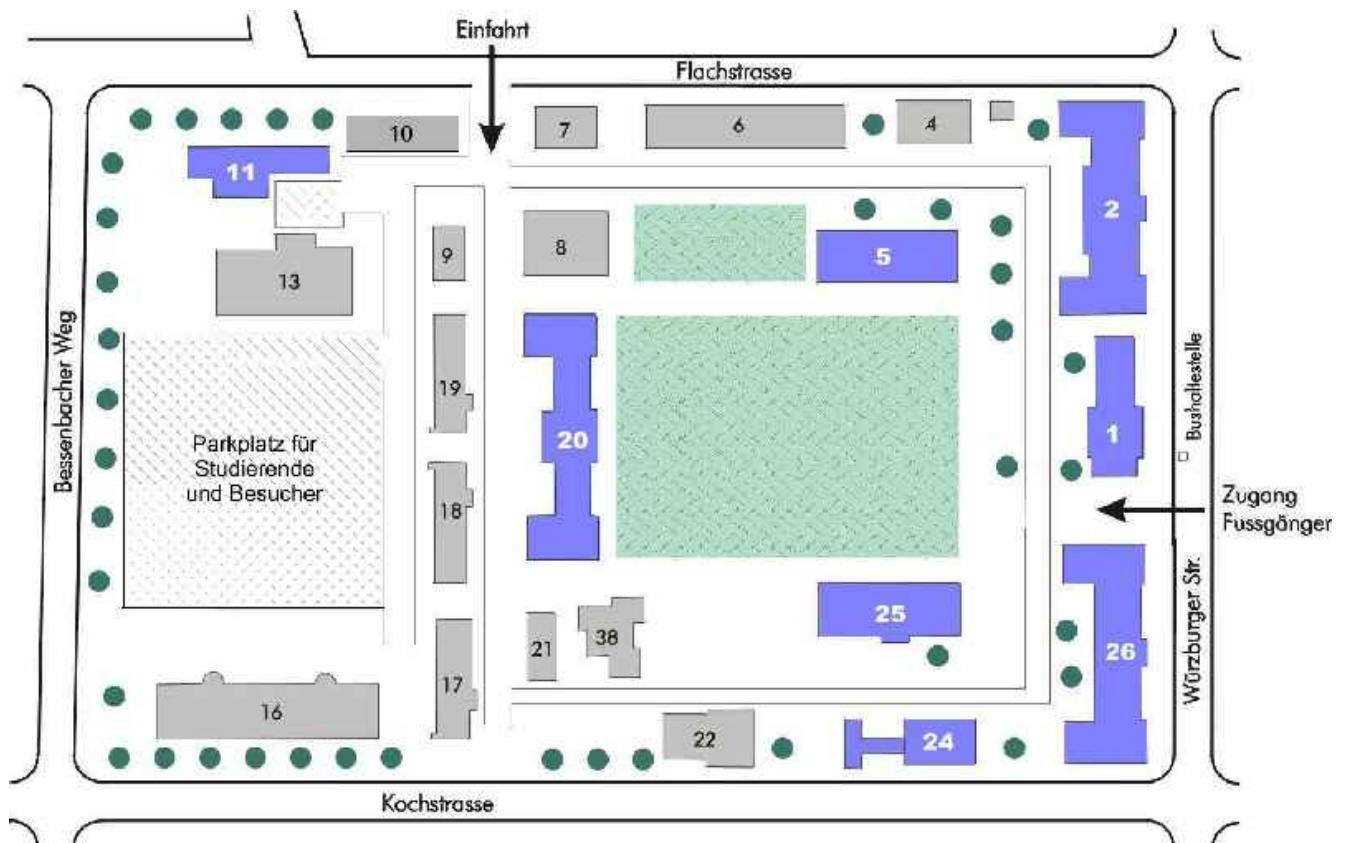 Einfahrt
Flachstrasse
10
7
6
4
11
2
9
8
5
13
Bessenbacher Weg
19
20
1
Bushaltestelle
Parkplatz für
Studierende
und Besucher
18
Zugang
Fussgänger
25
Würzburger Str.
21
38
26
17
16
22
24
Kochstrasse